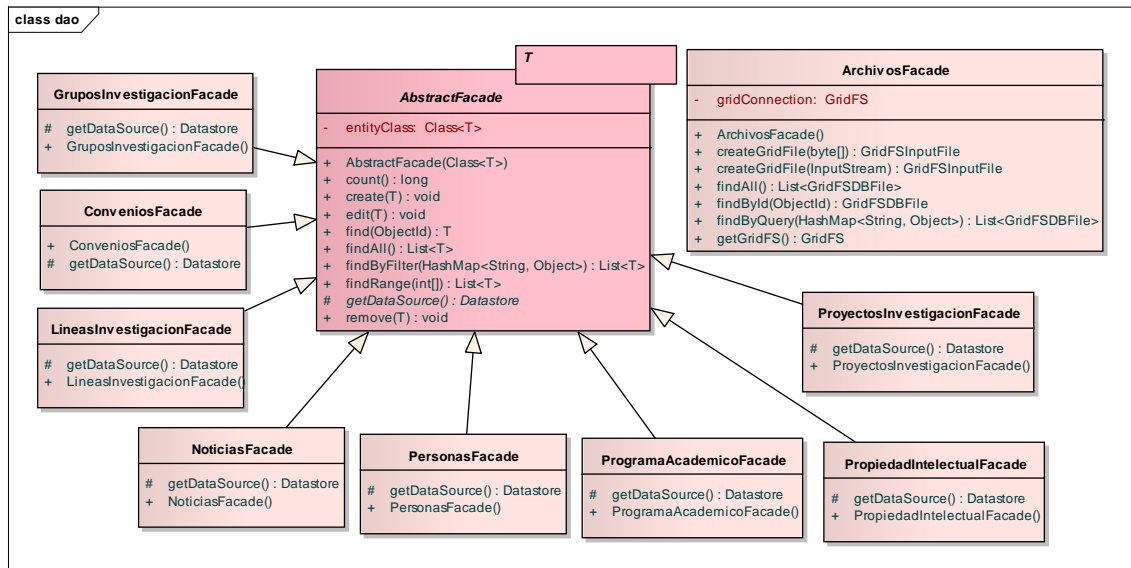 class dao
GruposInvestigacionFacade
# getDataSource() : Datastore
+ GruposInvestigacionFacade()
ConveniosFacade
+ ConveniosFacade()
# getDataSource() : Datastore
LineasInvestigacionFacade
# getDataSource() : Datastore
+ LineasInvestigacionFacade()
T
AbstractFacade
- entityClass: Class<T>
+ AbstractFacade(Class<T>)
+ count() : long
+ create(T) : void
+ edit(T) : void
+ find(ObjectId) : T
+ findAll() : List<T>
+ findByFilter(HashMap<String, Object>) : List<T>
+ findRange(int[]) : List<T>
# getDataSource() : Datastore
+ remove(T) : void
ArchivosFacade
- gridConnection: GridFS
+ ArchivosFacade()
+ createGridFile(byte[]) : GridFSInputFile
+ createGridFile(InputStream) : GridFSInputFile
+ findAll() : List<GridFSDBFile>
+ findById(ObjectId) : GridFSDBFile
+ findByQuery(HashMap<String, Object>) : List<GridFSDBFile>
+ getGridFS() : GridFS
ProyectosInvestigacionFacade
# getDataSource() : Datastore
+ ProyectosInvestigacionFacade()
NoticiasFacade
# getDataSource() : Datastore
+ NoticiasFacade()
PersonasFacade
# getDataSource() : Datastore
+ PersonasFacade()
ProgramaAcademicoFacade
# getDataSource() : Datastore
+ ProgramaAcademicoFacade()
PropiedadIntelectualFacade
# getDataSource() : Datastore
+ PropiedadIntelectualFacade()